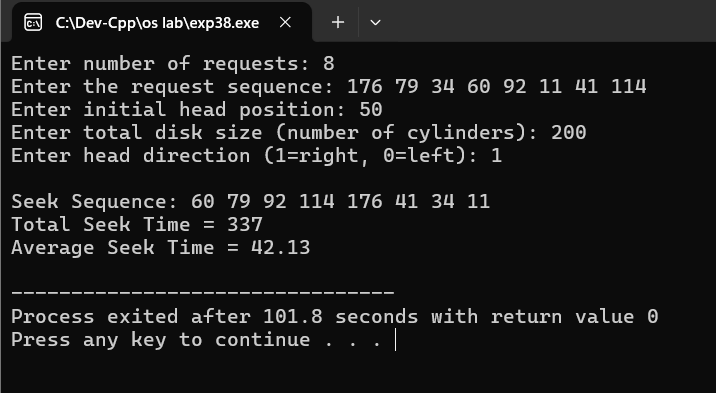 C:\Dev-Cpp\os lab\exp38.exe
Enter number of requests: 8
Enter the request sequence: 176 79 34 60 92 11 41 114
Enter initial head position: 50
Enter total disk size (number of cylinders): 200
Enter head direction (1=right, 0=left): 1
Seek Sequence: 60 79 92 114 176 41 34 11
Total Seek Time = 337
Average Seek Time = 42.13
--------------------------------
Process exited after 101.8 seconds with return value 0
Press any key to continue . . .